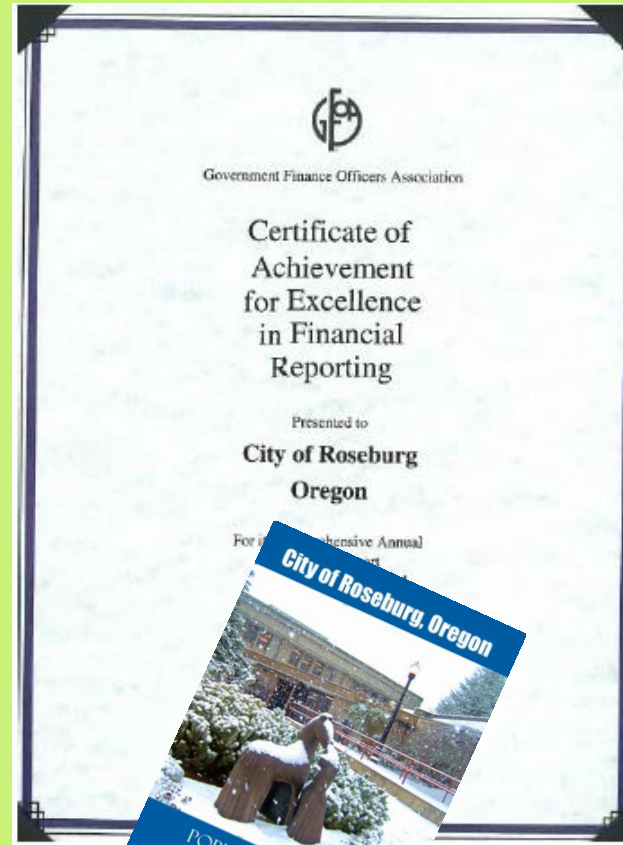 GFOA
Government Finance Officers Association
Certificate of
Achievement
for Excellence
in Financial
Reporting
Presented to
City of Roseburg
Oregon
For
Annual
City of Roseburg, Oregon